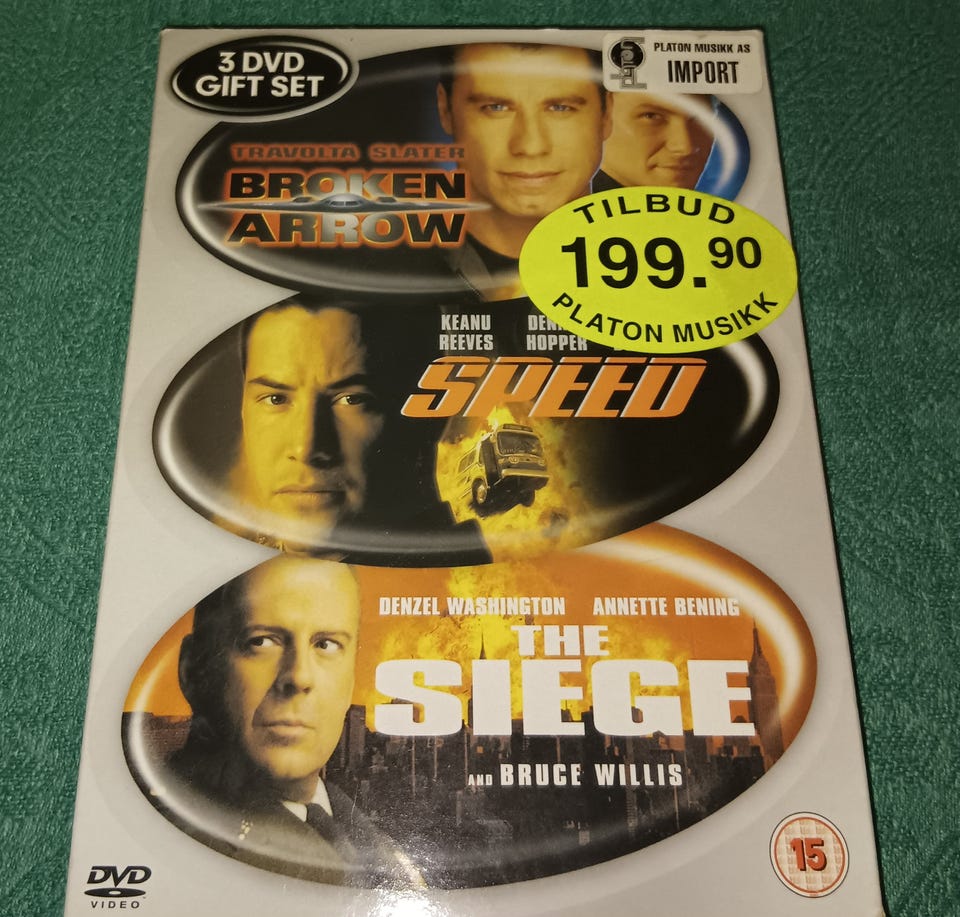 3 DVD
GIFT SET
PLATON MUSIKK AS
IMPORT
TRAVOLTA SLATER
BROKEN
ARROW
TILBUD
199.90
PLATON MUSIKK
KEANU
REEVES
HOPPER
SPEED
DENZEL WASHINGTON ANNETTE BENING
THE
SIEGE
AND BRUCE WILLIS
DVD
VIDEO
15